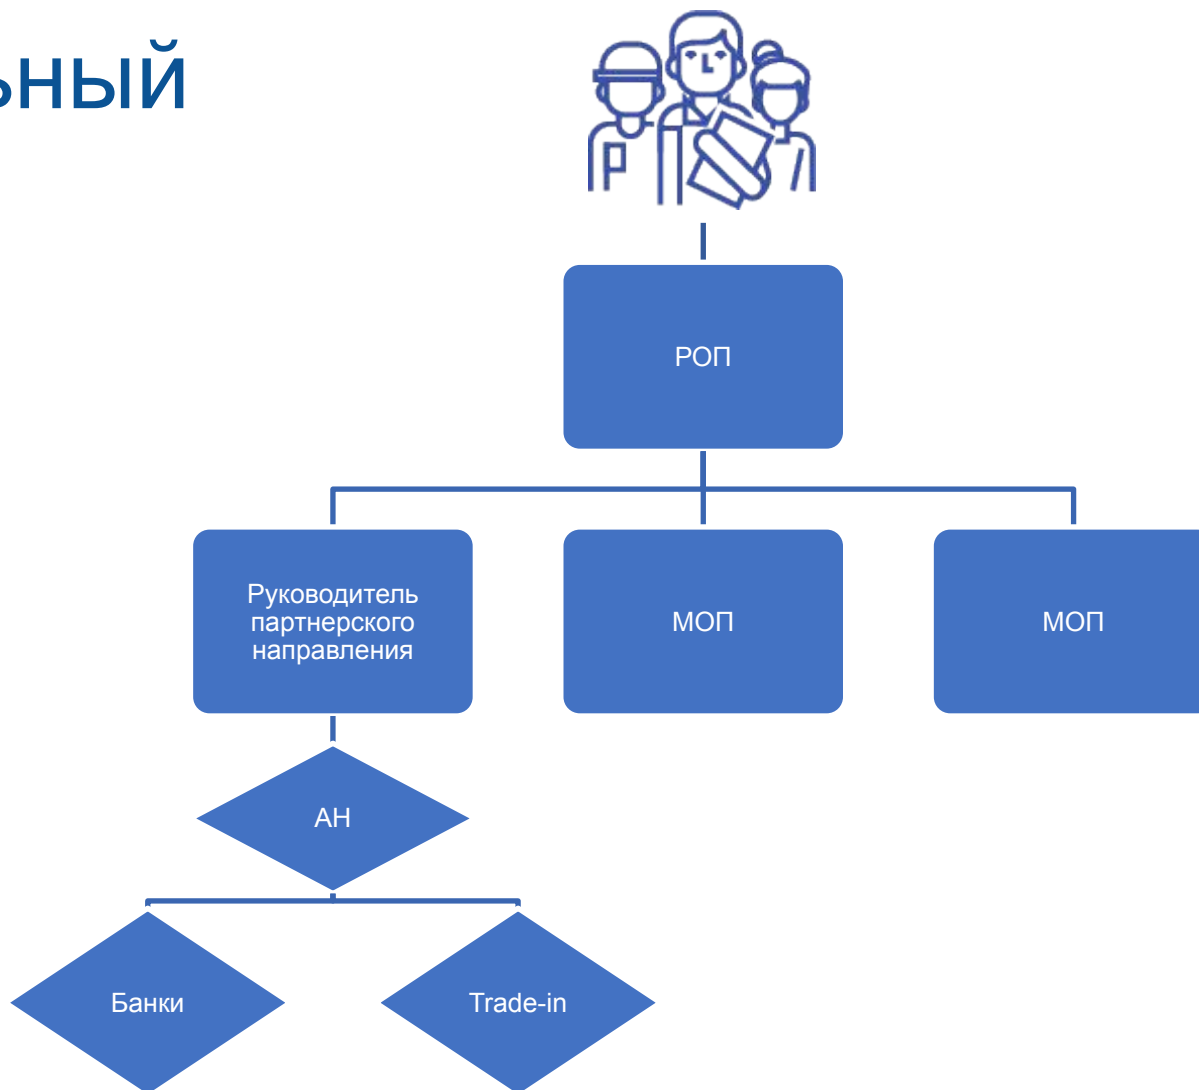 ьный
РОП
Руководитель
партнерского
направления
МОП
МОП
АН
Банки
Trade-in